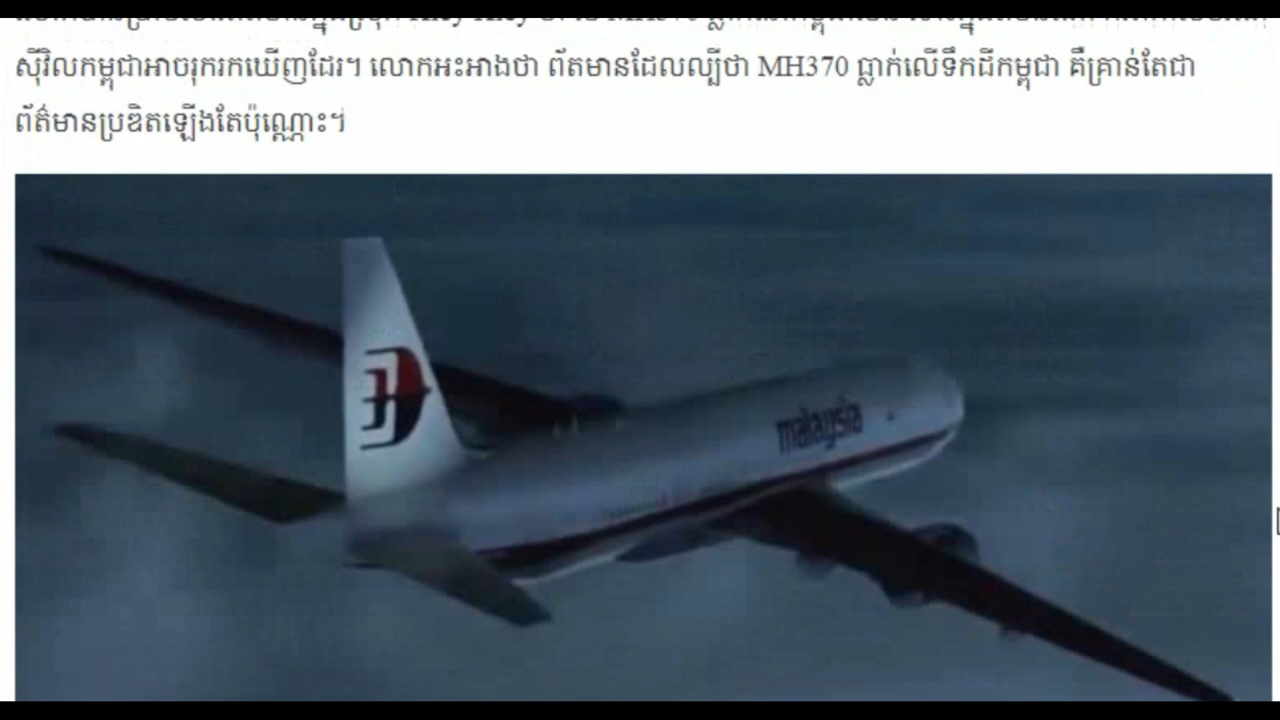 ស៊ីវិលកម្ពុជាអាចរុករកឃើញដែរ។ លោកអះអាងថា ព័តមានដែលល្បីថា MH370 ធ្លាក់លើទឹកដីកម្ពុជា គឺគ្រាន់តែជា
ព័ត៌មានប្រឌិតឡើងតែប៉ុណ្ណោះ។
malaysia